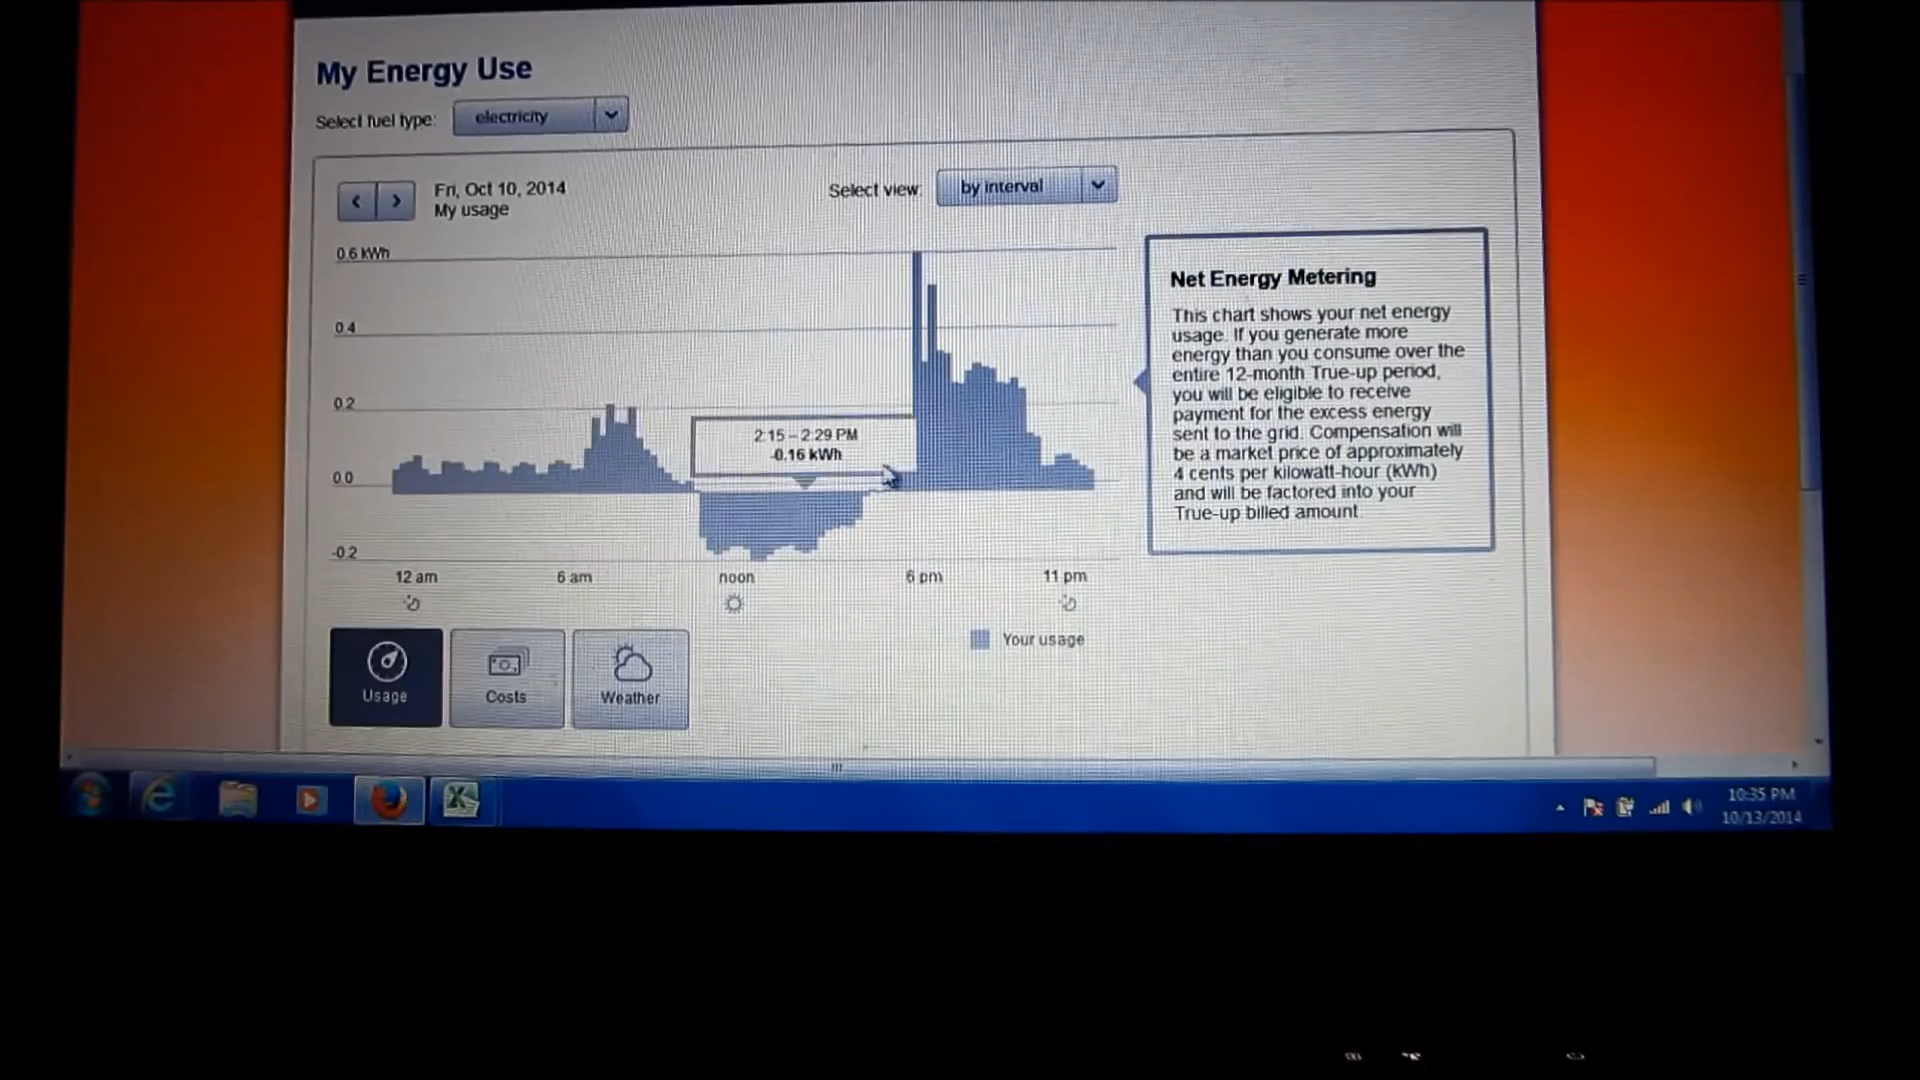 My Energy Use
Select fuel type:
electricity
Fri, Oct 10, 2014
My usage
Select view:
by interval
0.6 kWh
0.4
0.2
0.0
-0.2
2:15 – 2:29 PM
-0.16 kWh
12 am
6 am
noon
6 pm
11 pm
Your usage
Net Energy Metering
This chart shows your net energy
usage. If you generate more
energy than you consume over the
entire 12-month True-up period,
you will be eligible to receive
payment for the excess energy
sent to the grid. Compensation will
be a market price of approximately
4 cents per kilowatt-hour (kWh)
and will be factored into your
True-up billed amount.
Usage
Costs
Weather
10:35 PM
10/13/2014